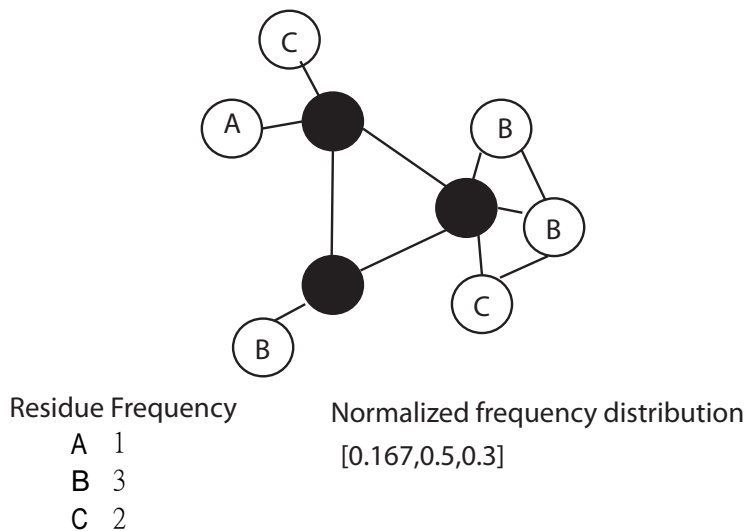 C
A
B
B
C
B
Residue Frequency
A 1
B 3
C 2
Normalized frequency distribution
[0.167,0.5,0.3]